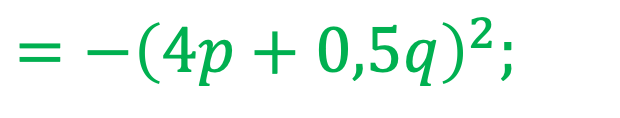 = −(4p + 0,5q)²;